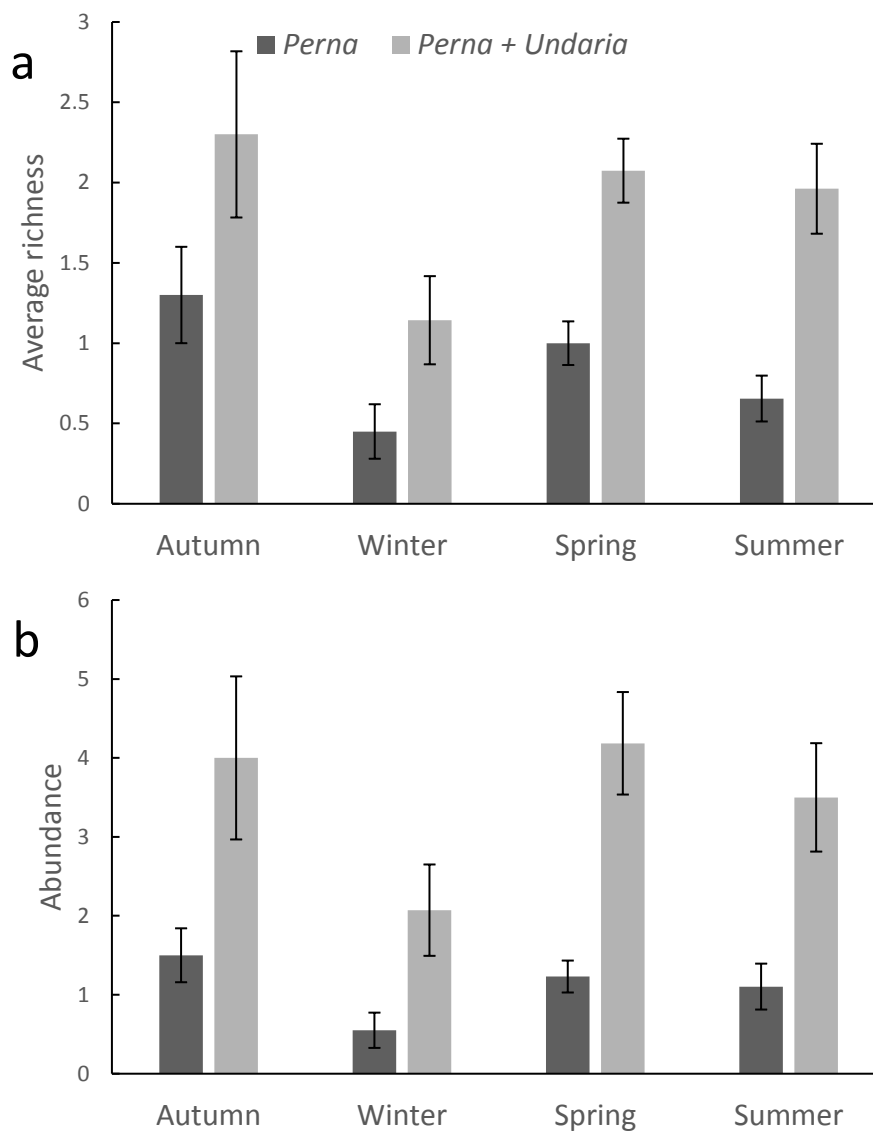 a
Perna Perna + Undaria
Average richness
3
2.5
2
1.5
1
0.5
0
Autumn Winter Spring Summer
b
Abundance
6
5
4
3
2
1
0
Autumn Winter Spring Summer